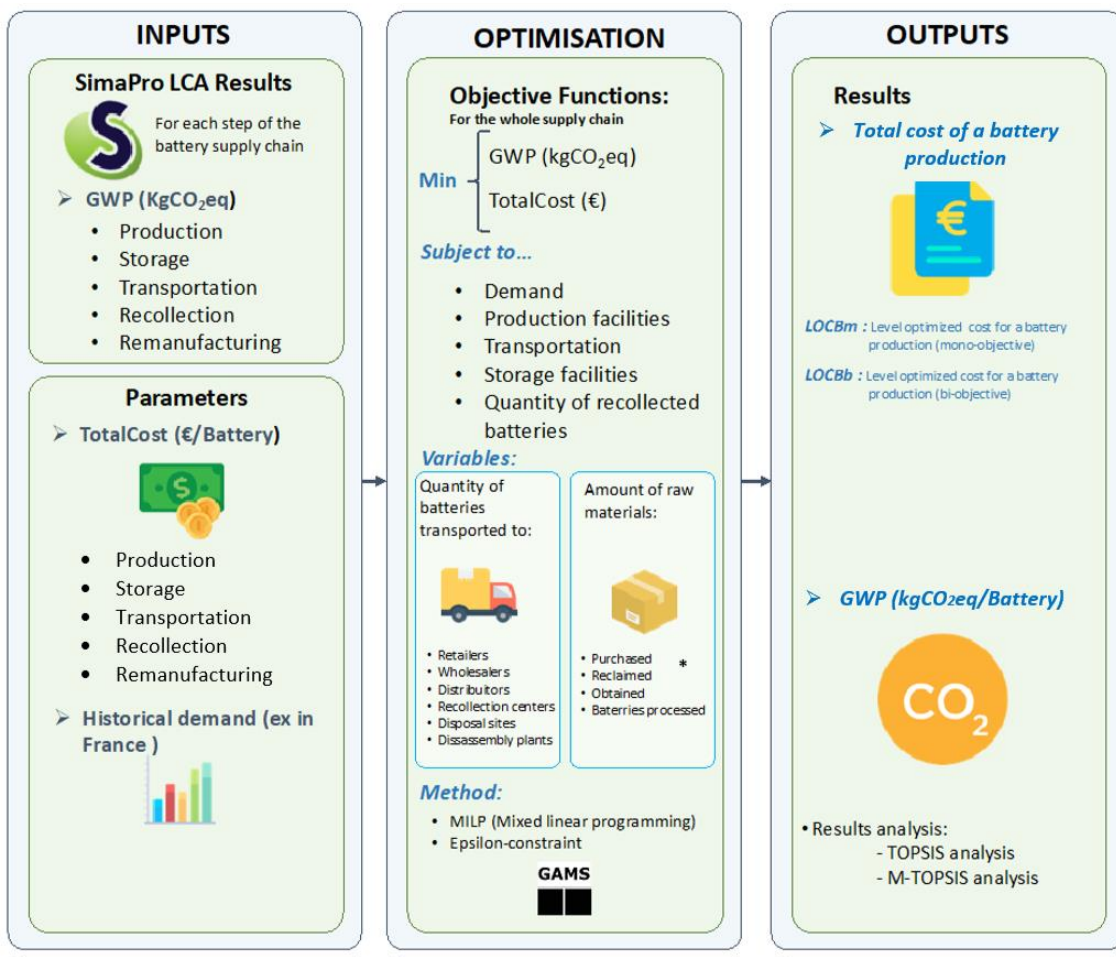 INPUTS
SimaPro LCA Results
S
For each step of the
battery supply chain
➢ GWP (KgCO₂eq)
• Production
• Storage
• Transportation
• Recollection
• Remanufacturing
Parameters
➢ TotalCost (€/Battery)
$
• Production
• Storage
• Transportation
• Recollection
• Remanufacturing
➢ Historical demand (ex in
France )
OPTIMISATION
Objective Functions:
For the whole supply chain
Min
GWP (kgCO₂eq)
TotalCost (€)
Subject to...
• Demand
• Production facilities
• Transportation
• Storage facilities
• Quantity of recollected
batteries
Variables:
Quantity of
batteries
transported to:
• Retailers
• Wholesalers
• Distributors
• Recollection centers
• Disposal sites
• Dissassembly plants
Amount of raw
materials:
• Purchased *
• Reclaimed
• Obtained
• Baterries processed
Method:
• MILP (Mixed linear programming)
• Epsilon-constraint
GAMS
OUTPUTS
Results
➢ Total cost of a battery
production
€
LOCBm : Level optimized cost for a battery
production (mono-objective)
LOCBb : Level optimized cost for a battery
production (bi-objective)
➢ GWP (kgCO₂eq/Battery)
CO₂
• Results analysis:
- TOPSIS analysis
- M-TOPSIS analysis